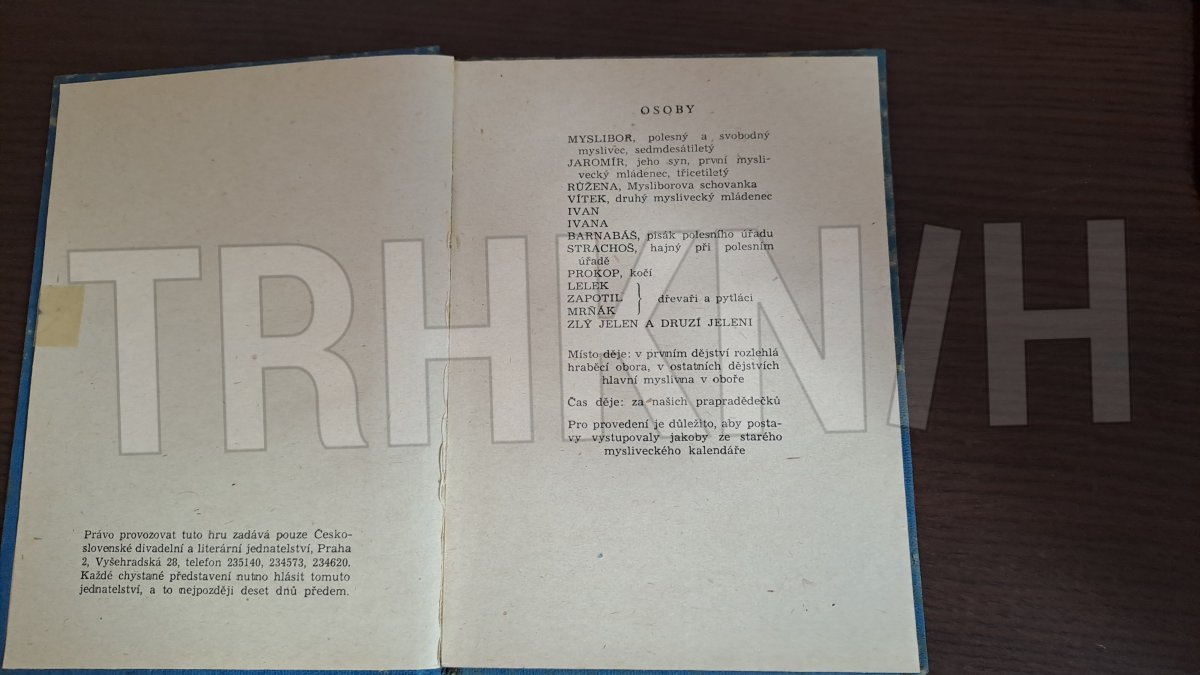 Právo provozovat tuto hru zadává pouze Česko-
slovenské divadelní a literární jednatelství, Praha
2, Vyšehradská 28, telefon 235140, 234573, 234620.
Každé chystané představení nutno hlásit tomuto
jednatelství, a to nejpozději deset dnů předem.
OSOBY
MYSLIBOR, polesný a svobodný
myslivec, sedmdesátiletý
JAROMÍR, jeho syn, první mysli-
vecký mládenec, třicetiletý
RŮŽENA, Mysliborova schovanka
VÍTEK, druhý myslivecký mládenec
IVAN
IVANA
BARNABÁŠ, písák polesního úřadu
STRACHOŠ, hajný při polesním
úřadě
PROKOP, kočí
LELEK
ZAPOTIL } dřevaři a pytláci
MRŇÁK
ZLÝ JELEN A DRUZÍ JELENI
Místo děje: v prvním dějství rozlehlá
hraběcí obora, v ostatních dějstvích
hlavní myslivna v oboře
Čas děje: za našich prapradědečků
Pro provedení je důležito, aby posta-
vy vystupovaly jakoby ze starého
mysliveckého kalendáře
TRHKNIH